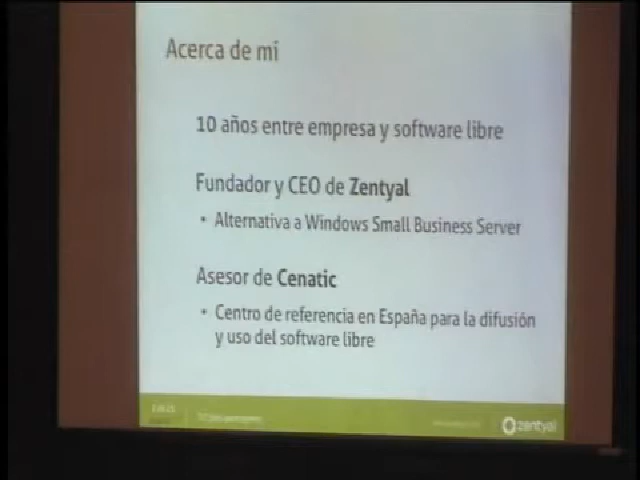 Acerca de mi
10 años entre empresa y software libre
Fundador y CEO de Zentyal
• Alternativa a Windows Small Business Server
Asesor de Cenatic
• Centro de referencia en España para la difusión
y uso del software libre
zentyal